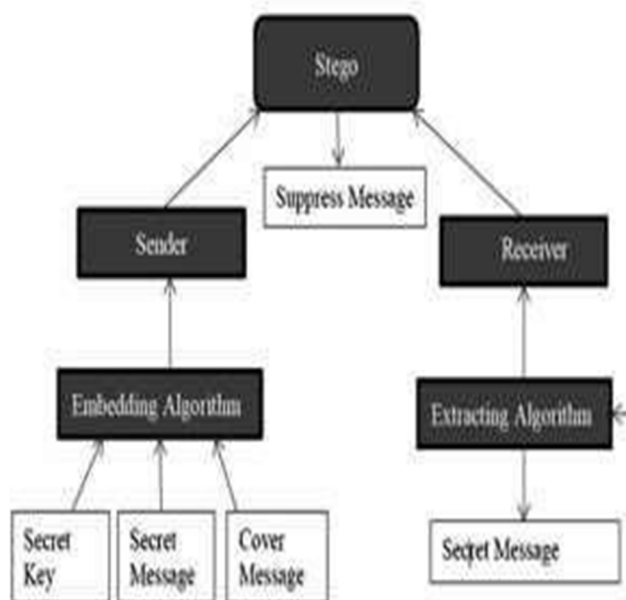 Stego
Suppress Message
Sender
Receiver
Embedding Algorithm
Extracting Algorithm
Secret
Key
Secret
Message
Cover
Message
Secret Message